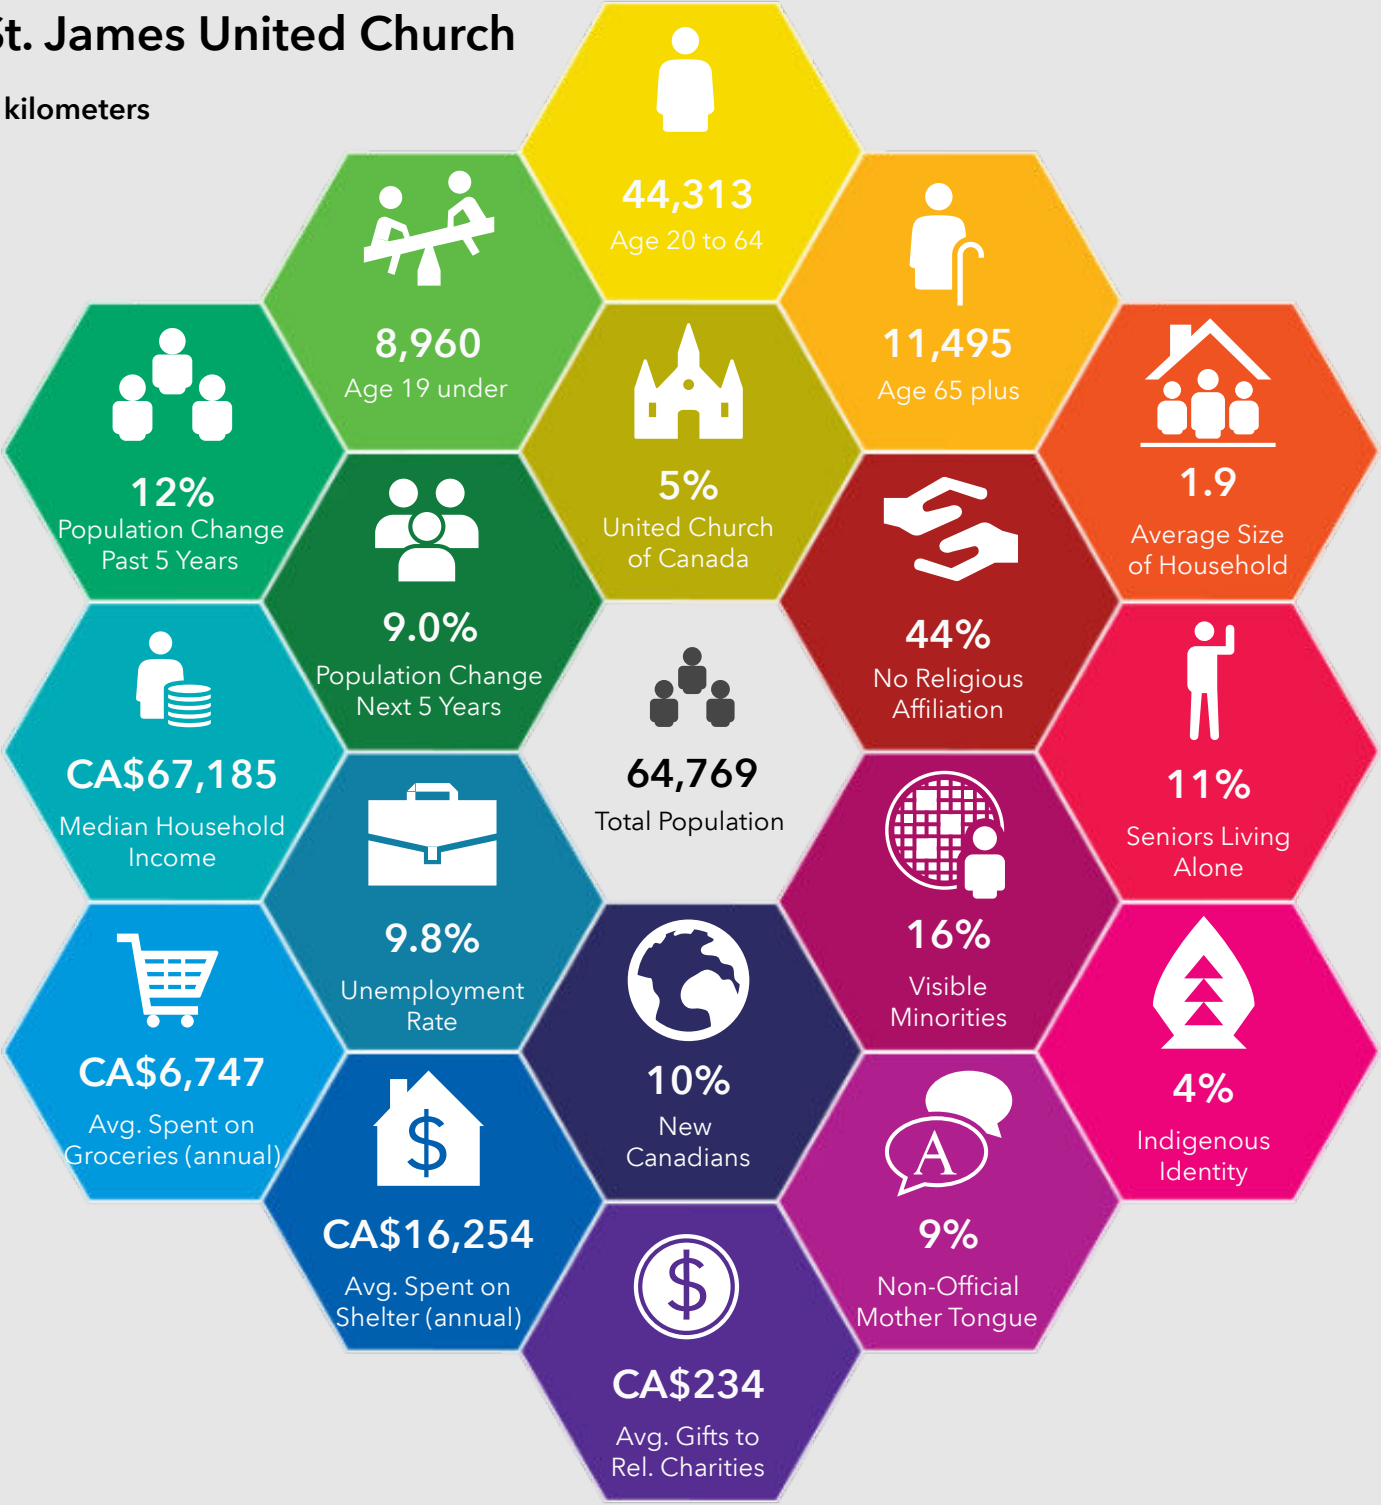 St. James United Church
kilometers
44,313
Age 20 to 64
8,960
Age 19 under
11,495
Age 65 plus
12%
Population Change
Past 5 Years
5%
United Church
of Canada
1.9
Average Size
of Household
9.0%
Population Change
Next 5 Years
44%
No Religious
Affiliation
CA$67,185
Median Household
Income
64,769
Total Population
11%
Seniors Living
Alone
9.8%
Unemployment
Rate
16%
Visible
Minorities
CA$6,747
Avg. Spent on
Groceries (annual)
10%
New
Canadians
4%
Indigenous
Identity
$
CA$16,254
Avg. Spent on
Shelter (annual)
A
9%
Non-Official
Mother Tongue
$
CA$234
Avg. Gifts to
Rel. Charities